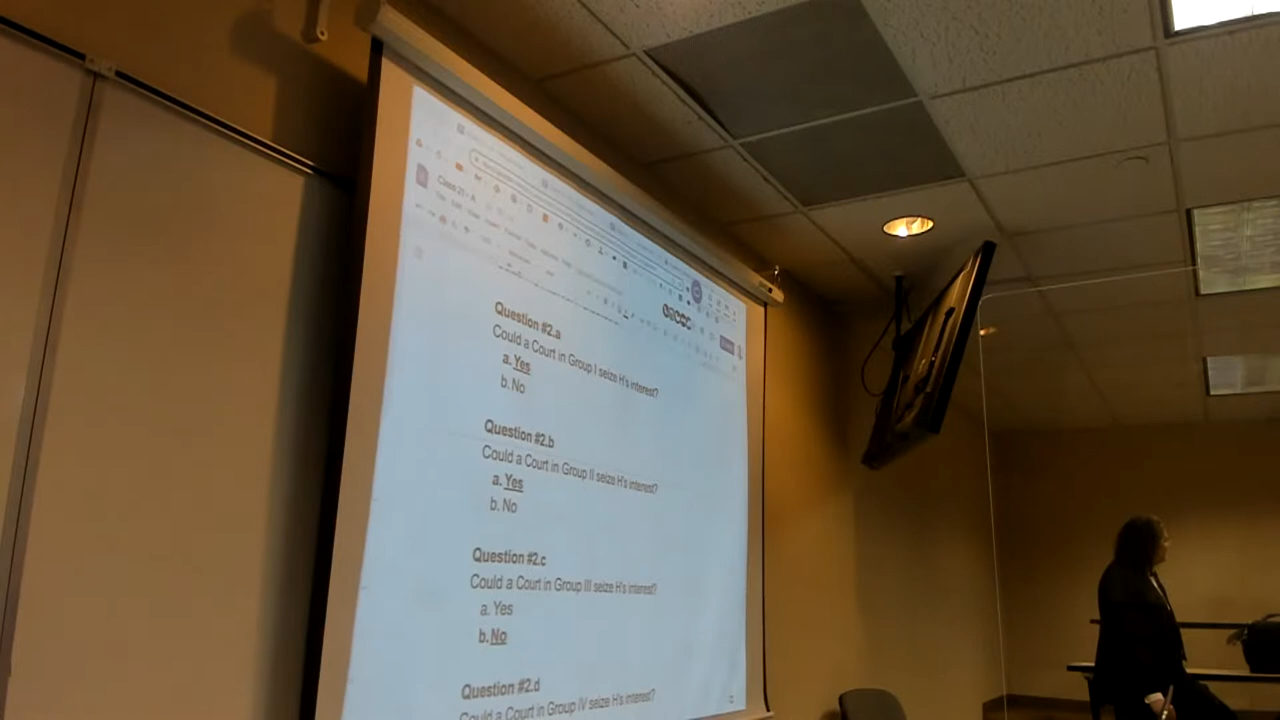 Class 21 - A
Question #2.a
Could a Court in Group I seize H's interest?
a. Yes
b. No
Question #2.b
Could a Court in Group II seize H's interest?
a. Yes
b. No
Question #2.c
Could a Court in Group III seize H's interest?
a. Yes
b. No
Question #2.d
Could a Court in Group IV seize H's interest?